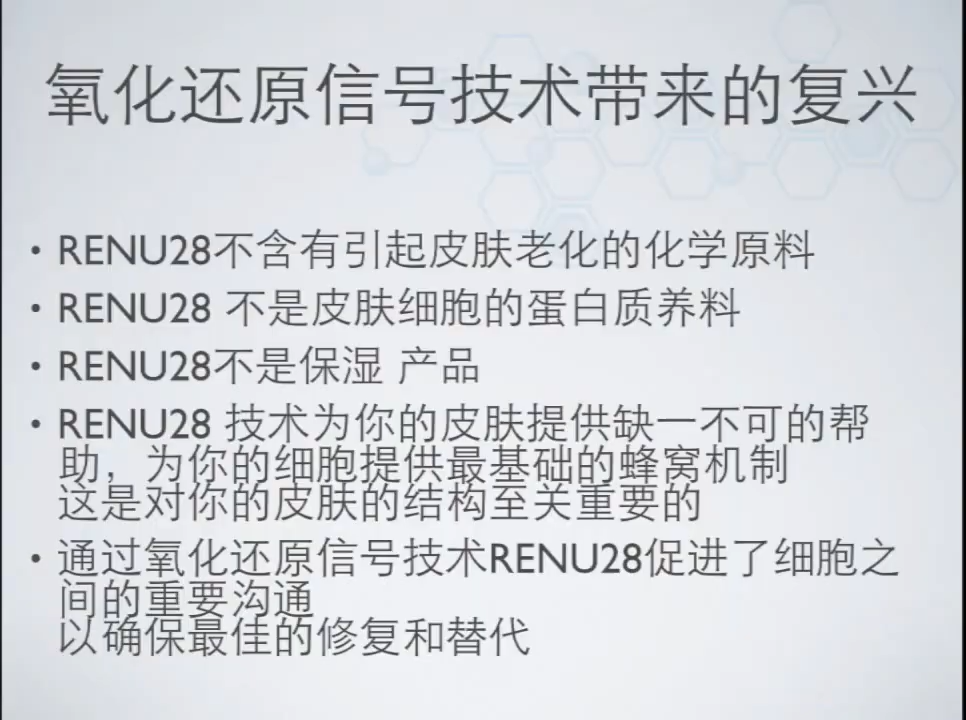 氧化还原信号技术带来的复兴
• RENU28不含有引起皮肤老化的化学原料
• RENU28 不是皮肤细胞的蛋白质养料
• RENU28不是保湿 产品
• RENU28 技术为你的皮肤提供缺一不可的帮
助，为你的细胞提供最基础的蜂窝机制
这是对你的皮肤的结构至关重要的
• 通过氧化还原信号技术RENU28促进了细胞之
间的重要沟通
以确保最佳的修复和替代